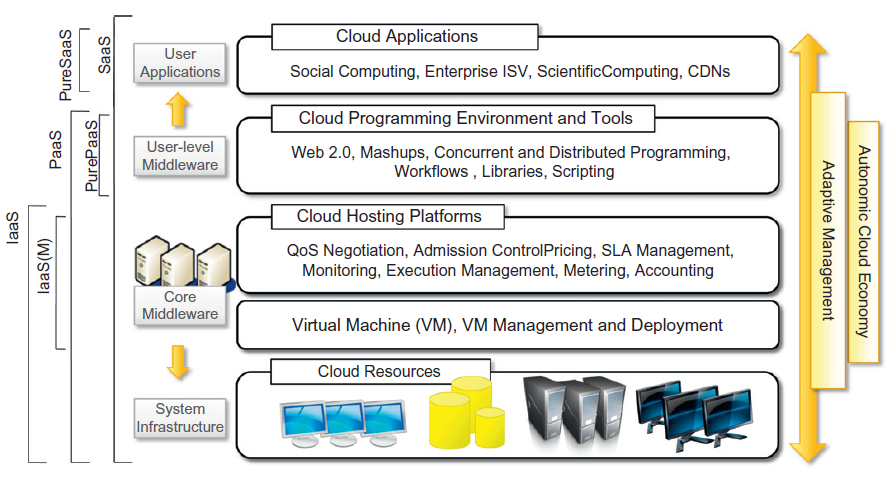 PureSaaS
SaaS
User
Applications
Cloud Applications
Social Computing, Enterprise ISV, ScientificComputing, CDNs
PaaS
PurePaaS
User-level
Middleware
Cloud Programming Environment and Tools
Web 2.0, Mashups, Concurrent and Distributed Programming,
Workflows , Libraries, Scripting
IaaS
IaaS(M)
Core
Middleware
Cloud Hosting Platforms
QoS Negotiation, Admission ControlPricing, SLA Management,
Monitoring, Execution Management, Metering, Accounting
Virtual Machine (VM), VM Management and Deployment
System
Infrastructure
Cloud Resources
Adaptive Management
Autonomic Cloud Economy